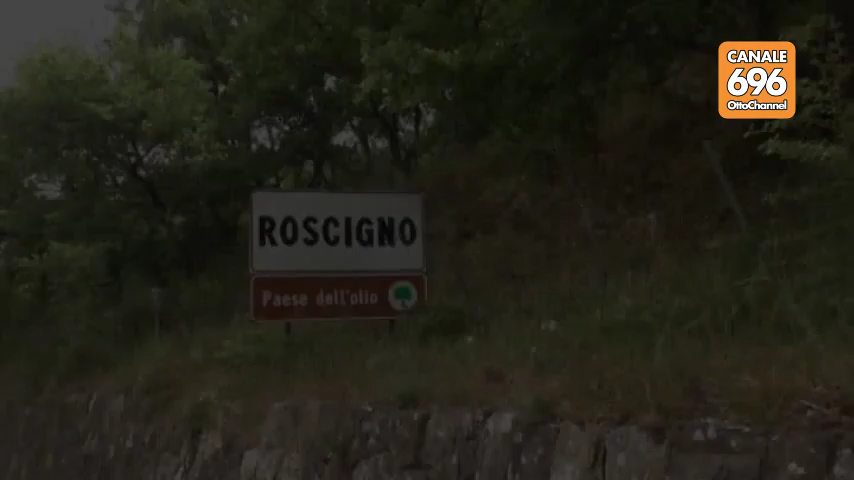 CANALE
696
OttoChannel
ROSCIGNO
Paese dell'olio